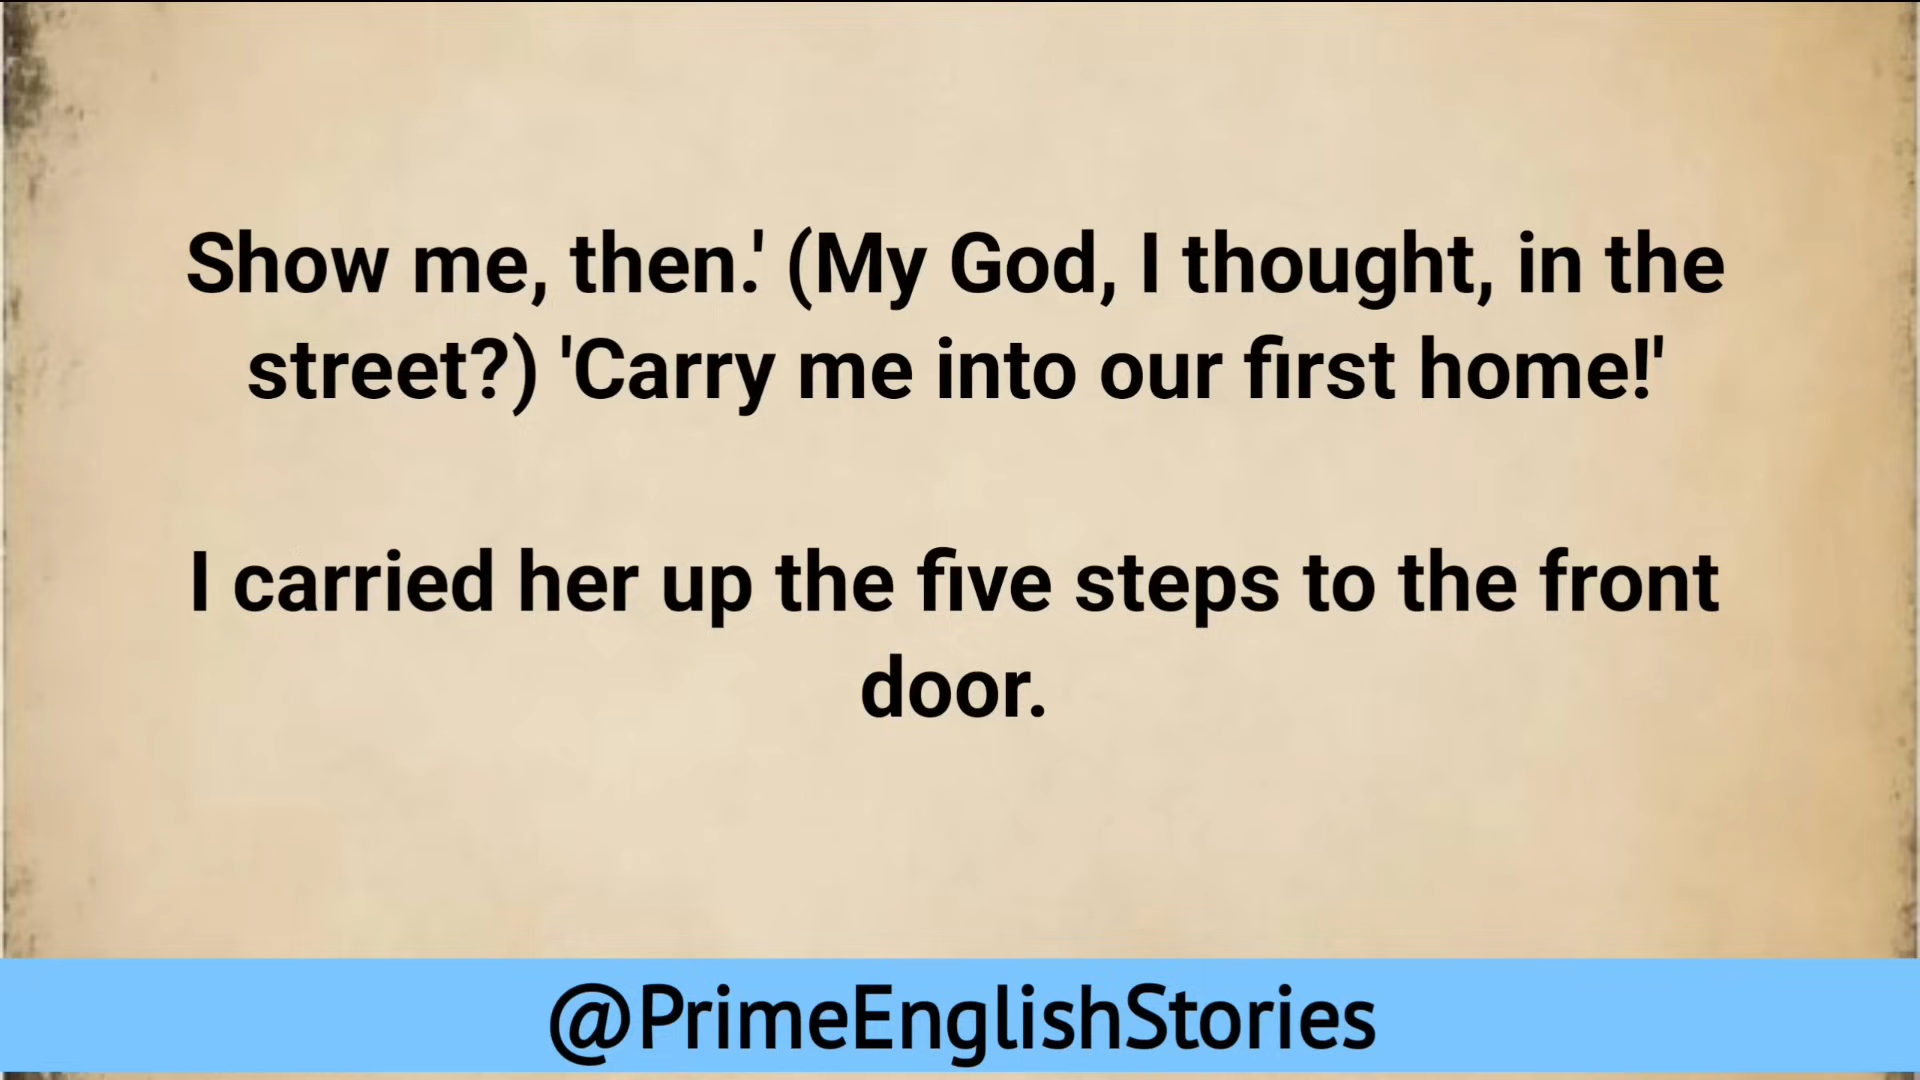 Show me, then.' (My God, I thought, in the
street?) 'Carry me into our first home!'
I carried her up the five steps to the front
door.
@PrimeEnglishStories